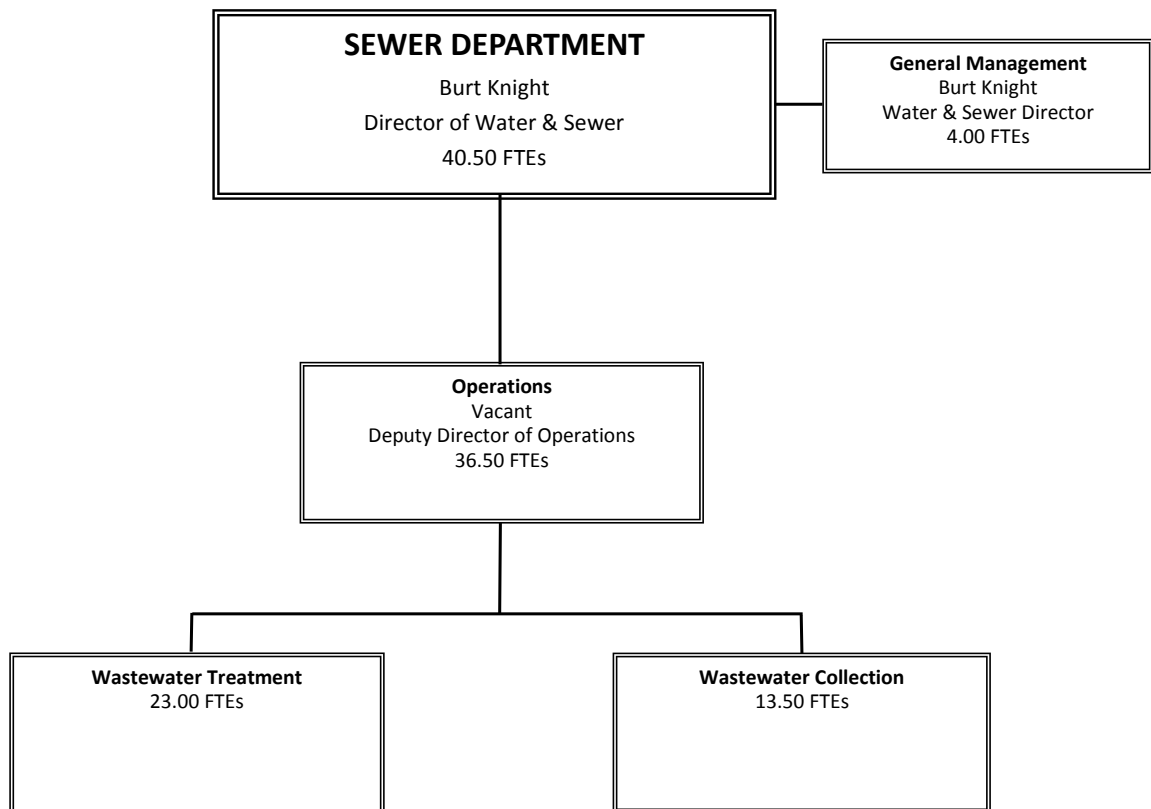 SEWER DEPARTMENT
Burt Knight
Director of Water & Sewer
40.50 FTEs
General Management
Burt Knight
Water & Sewer Director
4.00 FTEs
Operations
Vacant
Deputy Director of Operations
36.50 FTEs
Wastewater Treatment
23.00 FTEs
Wastewater Collection
13.50 FTEs